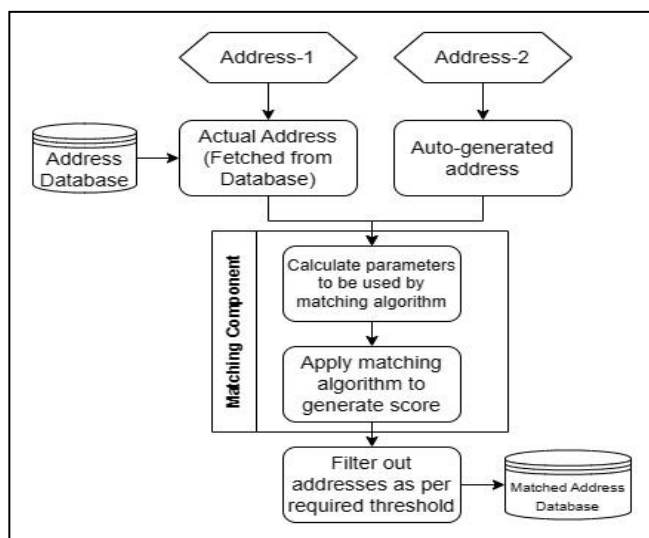 Address-1
Address-2
Address
Database
Actual Address
(Fetched from
Database)
Auto-generated
address
Matching Component
Calculate parameters
to be used by
matching algorithm
Apply matching
algorithm to
generate score
Filter out
addresses as per
required threshold
Matched Address
Database